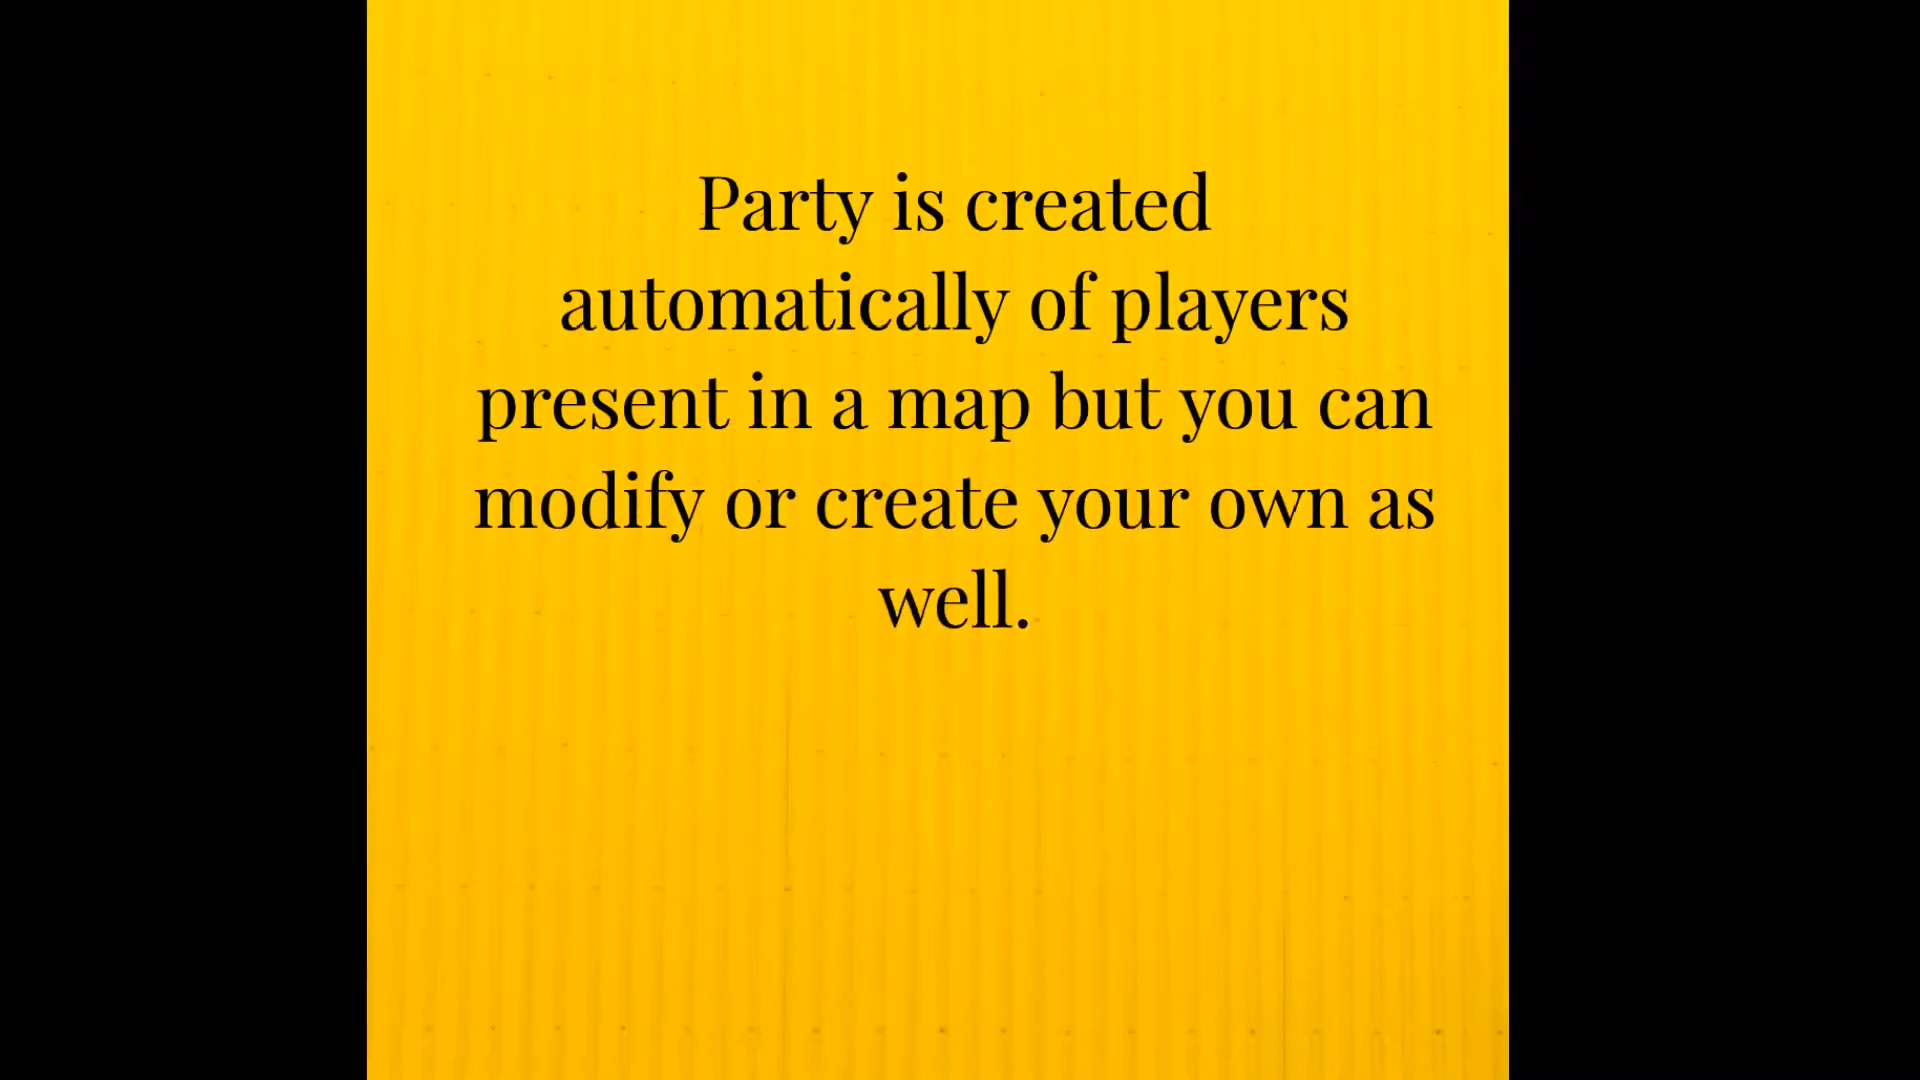 Party is created
automatically of players
present in a map but you can
modify or create your own as
well.